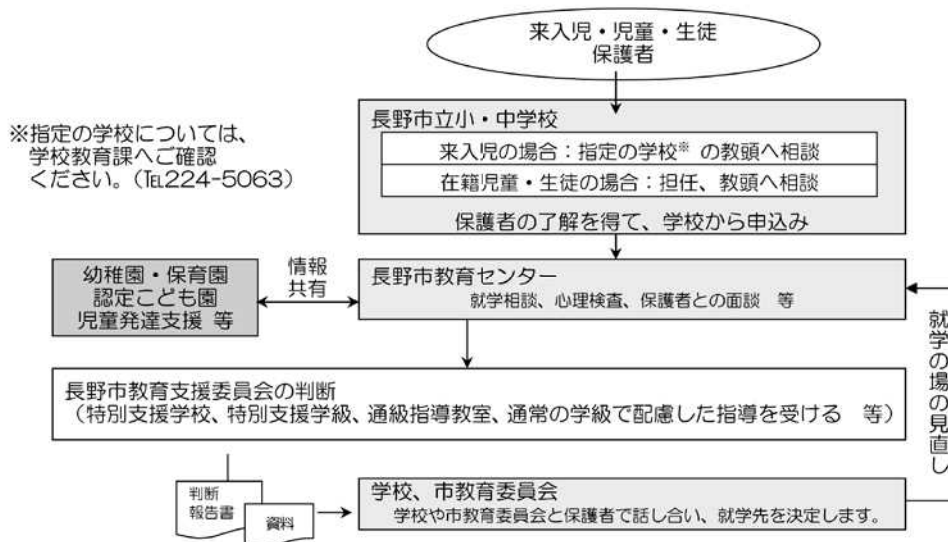 来入児・児童・生徒
保護者
※指定の学校については、
学校教育課へご確認
ください。(℡224-5063)
長野市立小・中学校
来入児の場合：指定の学校※ の教頭へ相談
在籍児童・生徒の場合：担任、教頭へ相談
保護者の了解を得て、学校から申込み
幼稚園・保育園
認定こども園
児童発達支援 等
情報
共有
長野市教育センター
就学相談、心理検査、保護者との面談 等
就学の場の見直し
長野市教育支援委員会の判断
（特別支援学校、特別支援学級、通級指導教室、通常の学級で配慮した指導を受ける 等）
判断
報告書
資料
学校、市教育委員会
学校や市教育委員会と保護者で話し合い、就学先を決定します。